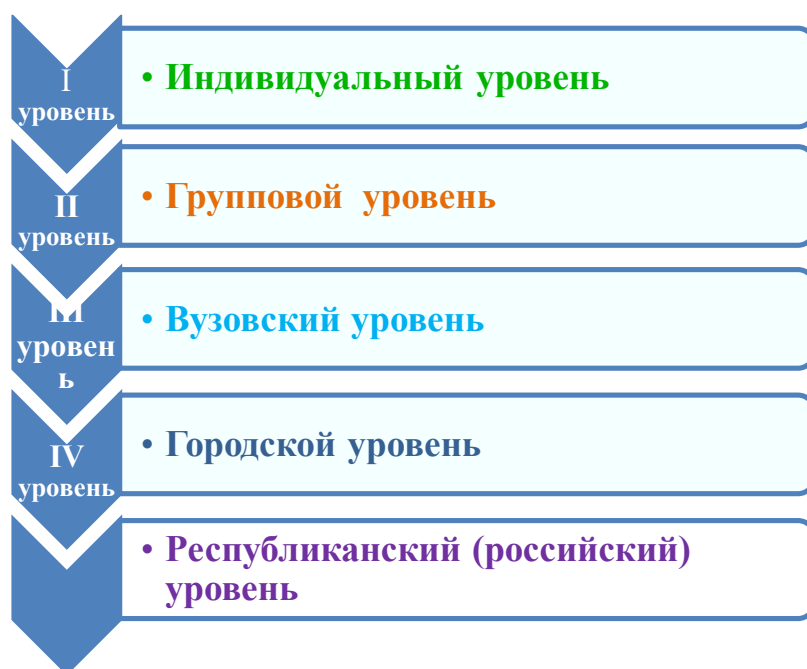 I
уровень
• Индивидуальный уровень
II
уровень
• Групповой уровень
III
уровен
ь
• Вузовский уровень
IV
уровень
• Городской уровень
• Республиканский (российский)
уровень